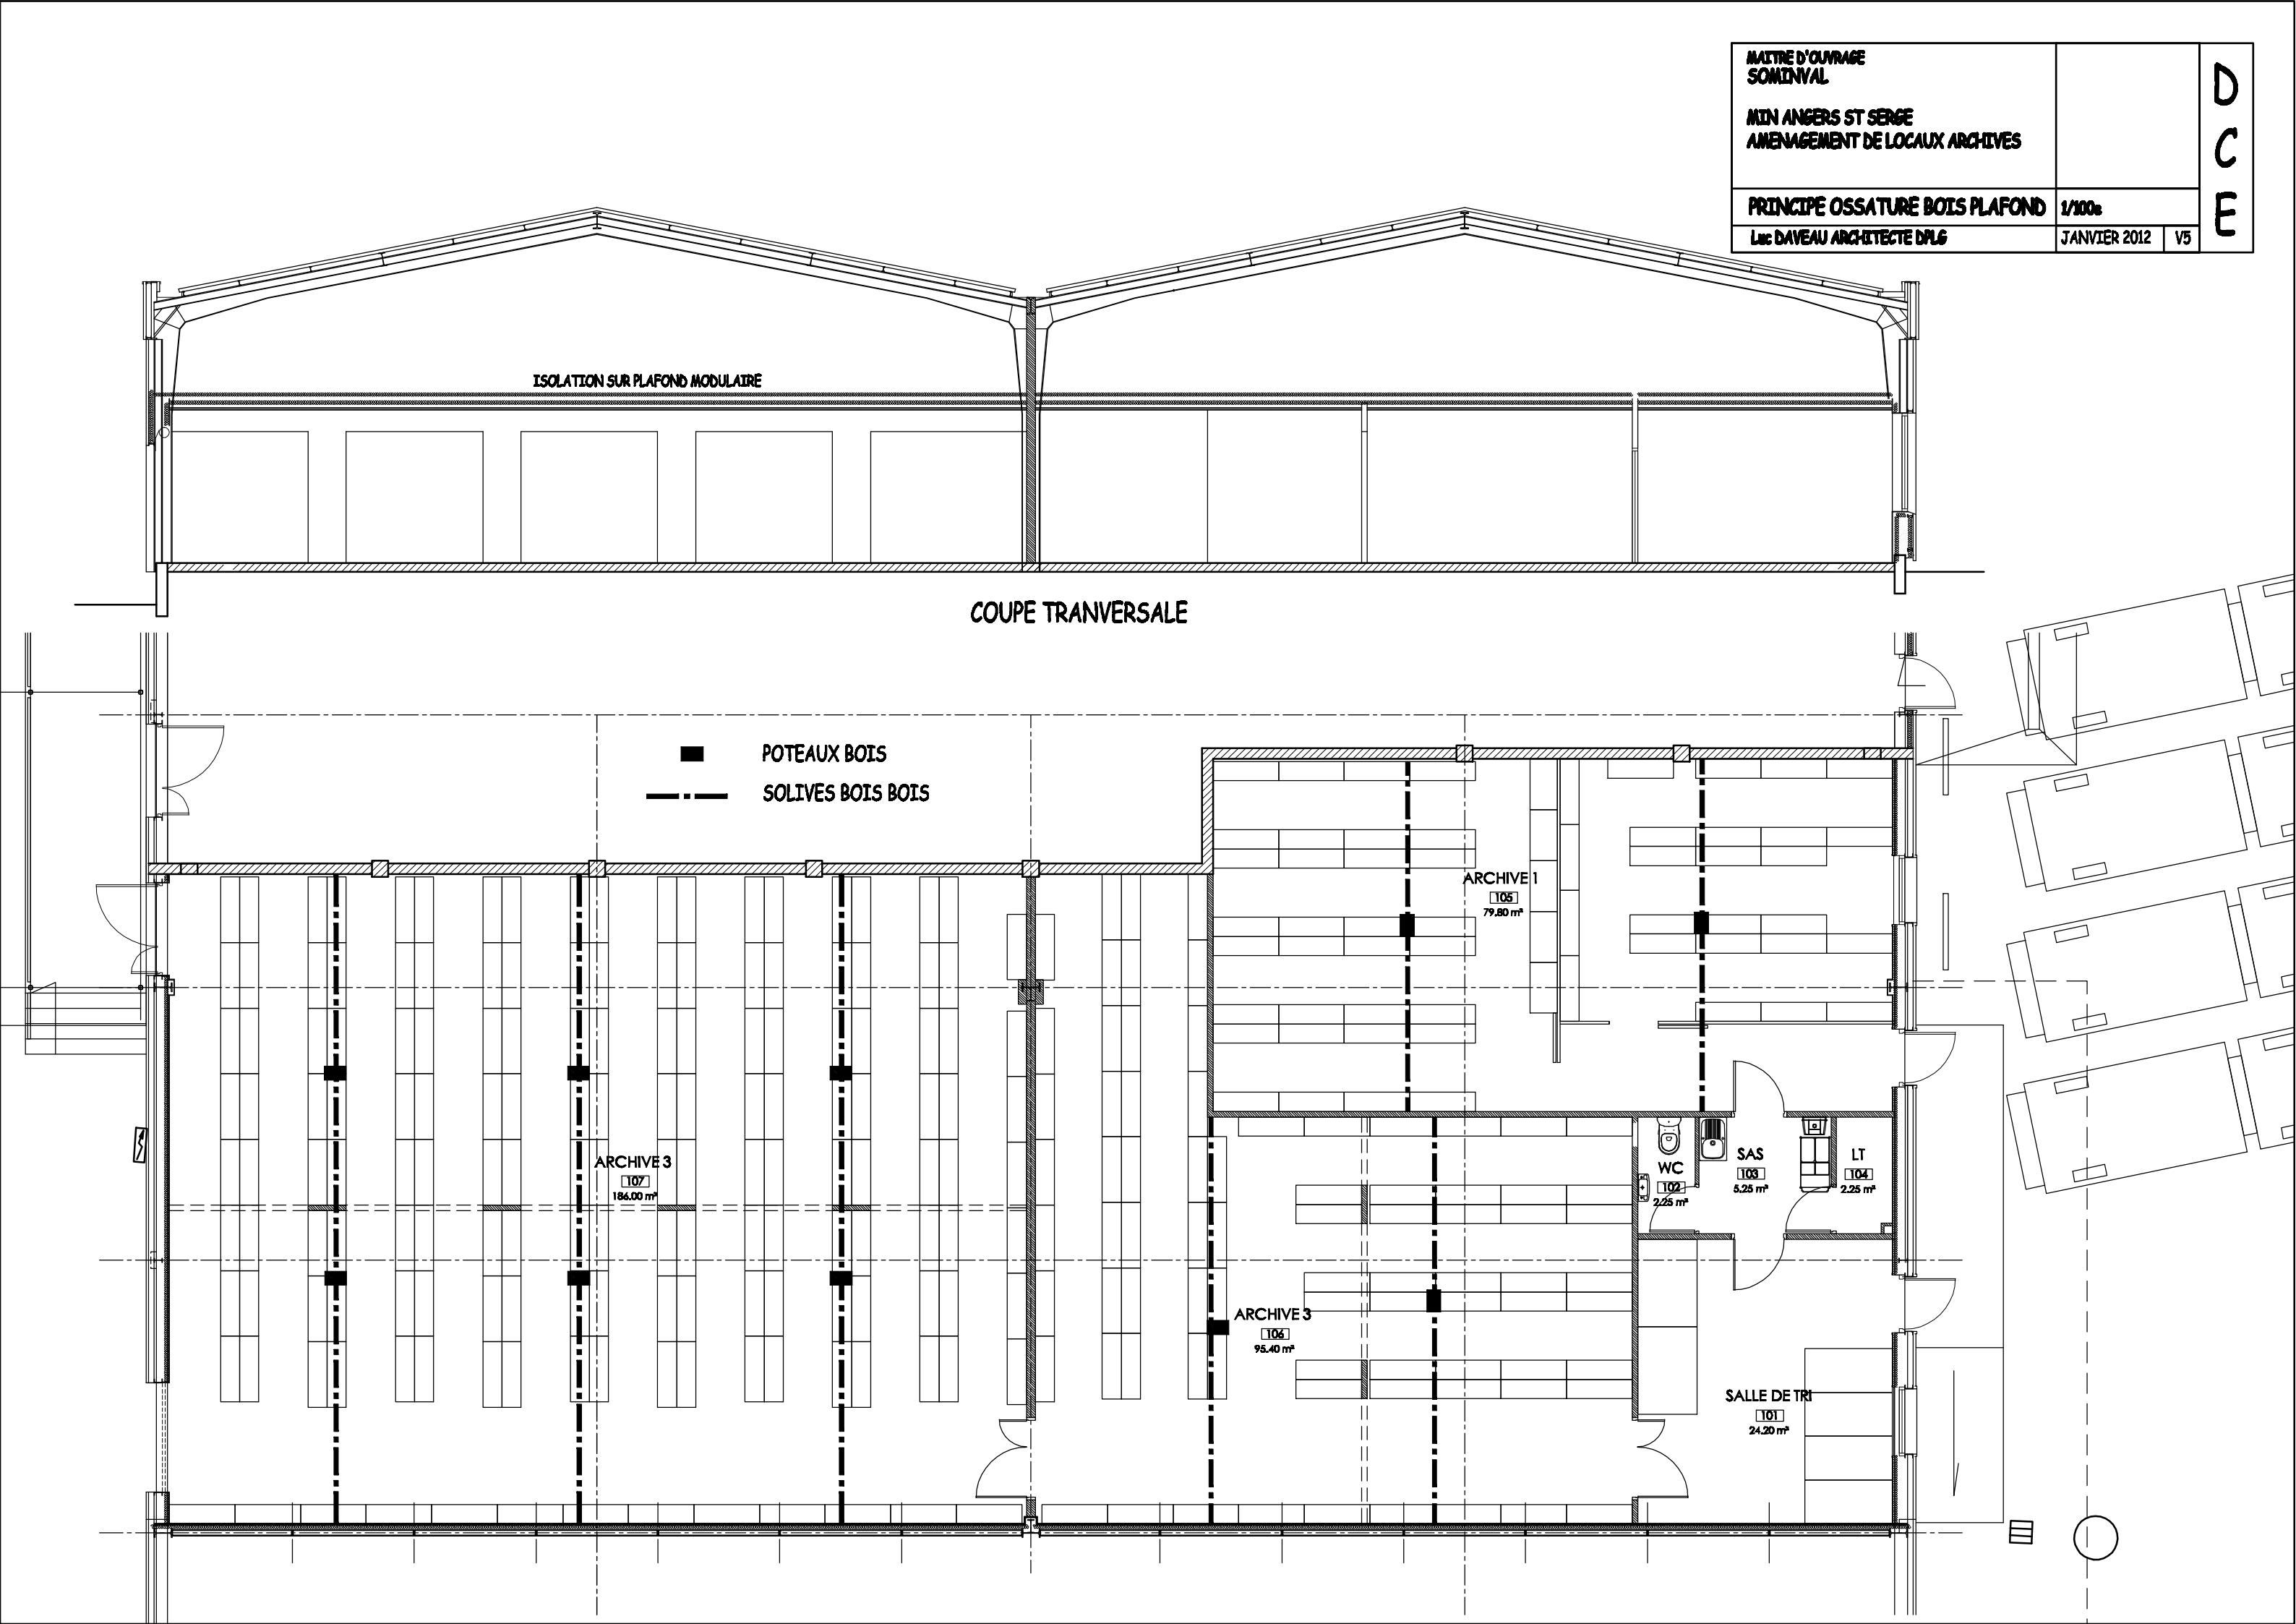 MAITRE D'OUVRAGE
SOMINVAL
MIN ANGERS ST SERGE
AMENAGEMENT DE LOCAUX ARCHIVES
PRINCIPE OSSATURE BOIS PLAFOND
1/100e
Luc DAVEAU ARCHITECTE DPLG
JANVIER 2012
V5
D
C
E
ISOLATION SUR PLAFOND MODULAIRE
COUPE TRANVERSALE
POTEAUX BOIS
SOLIVES BOIS BOIS
ARCHIVE 1
105
79.80 m²
ARCHIVE 3
107
186.00 m²
WC
102
2.25 m²
SAS
103
5.25 m²
LT
104
2.25 m²
ARCHIVE 3
106
95.40 m²
SALLE DE TRI
101
24.20 m²